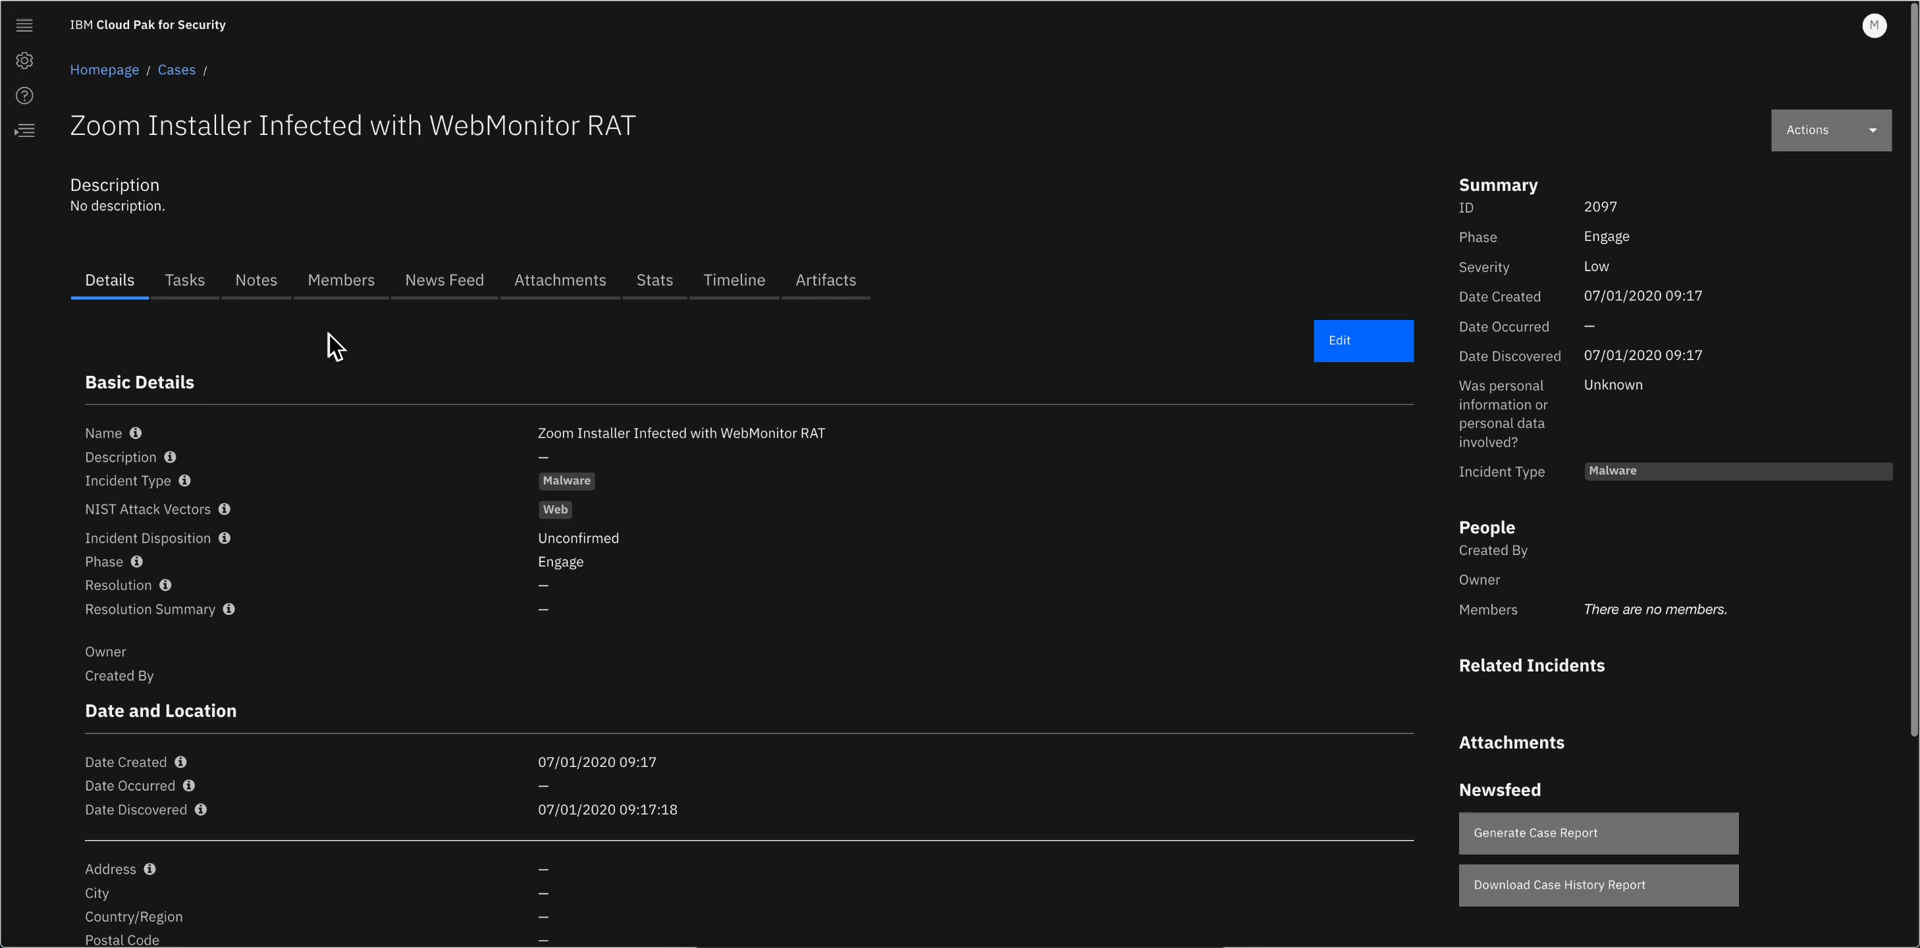 IBM Cloud Pak for Security
M
Homepage / Cases /
Zoom Installer Infected with WebMonitor RAT
Actions
Description
No description.
Details Tasks Notes Members News Feed Attachments Stats Timeline Artifacts
Edit
Basic Details
Name Zoom Installer Infected with WebMonitor RAT
Description —
Incident Type Malware
NIST Attack Vectors Web
Incident Disposition Unconfirmed
Phase Engage
Resolution —
Resolution Summary —
Owner
Created By
Date and Location
Date Created 07/01/2020 09:17
Date Occurred —
Date Discovered 07/01/2020 09:17:18
Address —
City —
Country/Region —
Postal Code —
Summary
ID 2097
Phase Engage
Severity Low
Date Created 07/01/2020 09:17
Date Occurred —
Date Discovered 07/01/2020 09:17
Was personal Unknown
information or
personal data
involved?
Incident Type Malware
People
Created By
Owner
Members There are no members.
Related Incidents
Attachments
Newsfeed
Generate Case Report
Download Case History Report